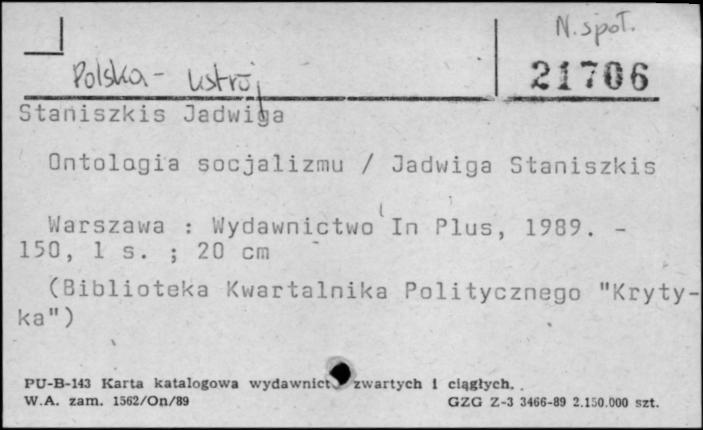 N. społ.
Polska - ustrój
21706
Staniszkis Jadwiga
Ontologia socjalizmu / Jadwiga Staniszkis
Warszawa : Wydawnictwo In Plus, 1989. -
150, 1 s. ; 20 cm
(Biblioteka Kwartalnika Politycznego "Kryty-
ka")
PU-B-143 Karta katalogowa wydawnict zwartych i ciągłych.
W.A. zam. 1562/On/89 GZG Z-3 3466-89 2.150.000 szt.